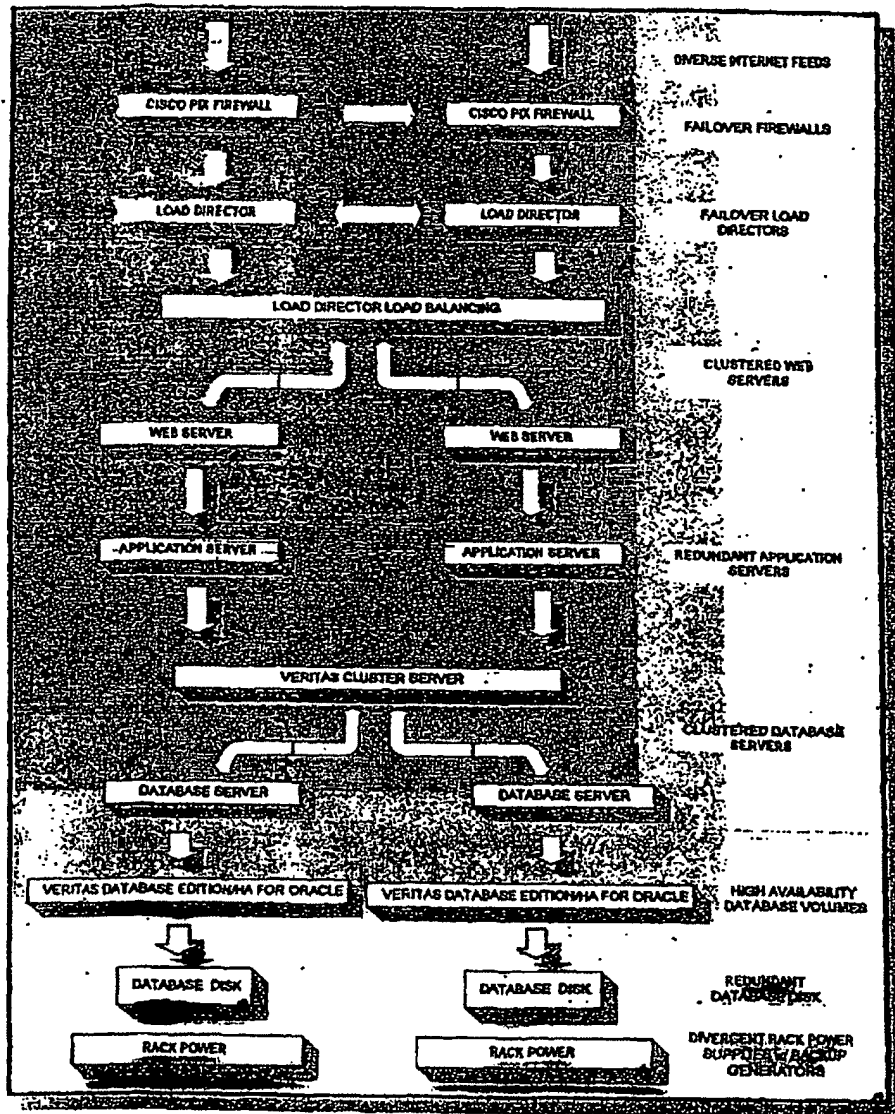 DIVERSE INTERNET FEEDS
CISCO PIX FIREWALL
CISCO PIX FIREWALL
FAILOVER FIREWALLS
LOAD DIRECTOR
LOAD DIRECTOR
FAILOVER LOAD
DIRECTORS
LOAD DIRECTOR LOAD BALANCING
CLUSTERED WEB
SERVERS
WEB SERVER
WEB SERVER
APPLICATION SERVER
APPLICATION SERVER
REDUNDANT APPLICATION
SERVERS
VERITAS CLUSTER SERVER
CLUSTERED DATABASE
SERVERS
DATABASE SERVER
DATABASE SERVER
VERITAS DATABASE EDITION/HA FOR ORACLE
VERITAS DATABASE EDITION/HA FOR ORACLE
HIGH AVAILABILITY
DATABASE VOLUMES
DATABASE DISK
DATABASE DISK
REDUNDANT
DATABASE DISK
RACK POWER
RACK POWER
DIVERGENT RACK POWER
SUPPLIES w/ BACKUP
GENERATORS